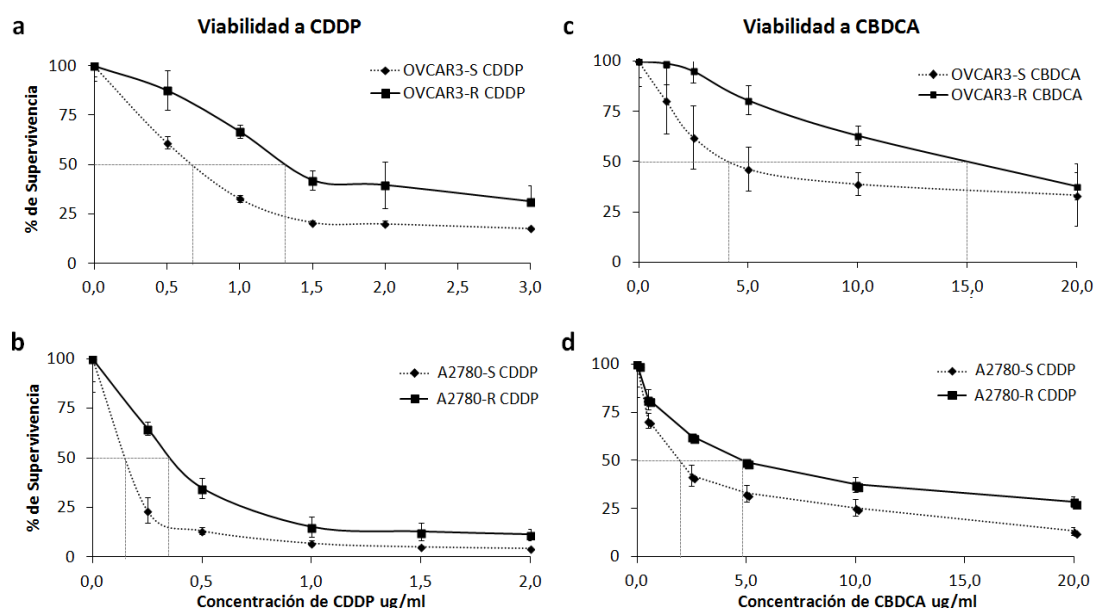 a
Viabilidad a CDDP
% de Supervivencia
100
75
50
25
0
0,0 0,5 1,0 1,5 2,0 2,5 3,0
OVCAR3-S CDDP
OVCAR3-R CDDP
c
Viabilidad a CBDCA
100
75
50
25
0
0,0 5,0 10,0 15,0 20,0
OVCAR3-S CBDCA
OVCAR3-R CBDCA
b
% de Supervivencia
100
75
50
25
0
0,0 0,5 1,0 1,5 2,0
A2780-S CDDP
A2780-R CDDP
Concentración de CDDP ug/ml
d
100
75
50
25
0
0,0 5,0 10,0 15,0 20,0
A2780-S CDDP
A2780-R CDDP
Concentración de CBDCA ug/ml